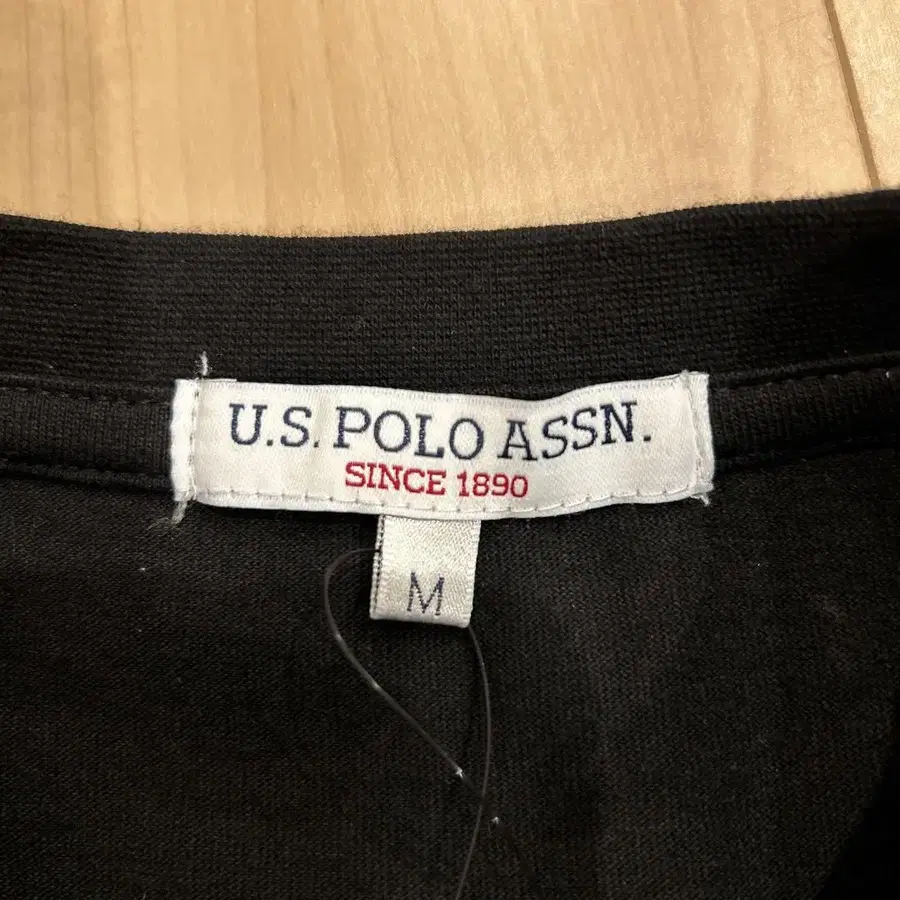 U.S. POLO ASSN.
SINCE 1890
M